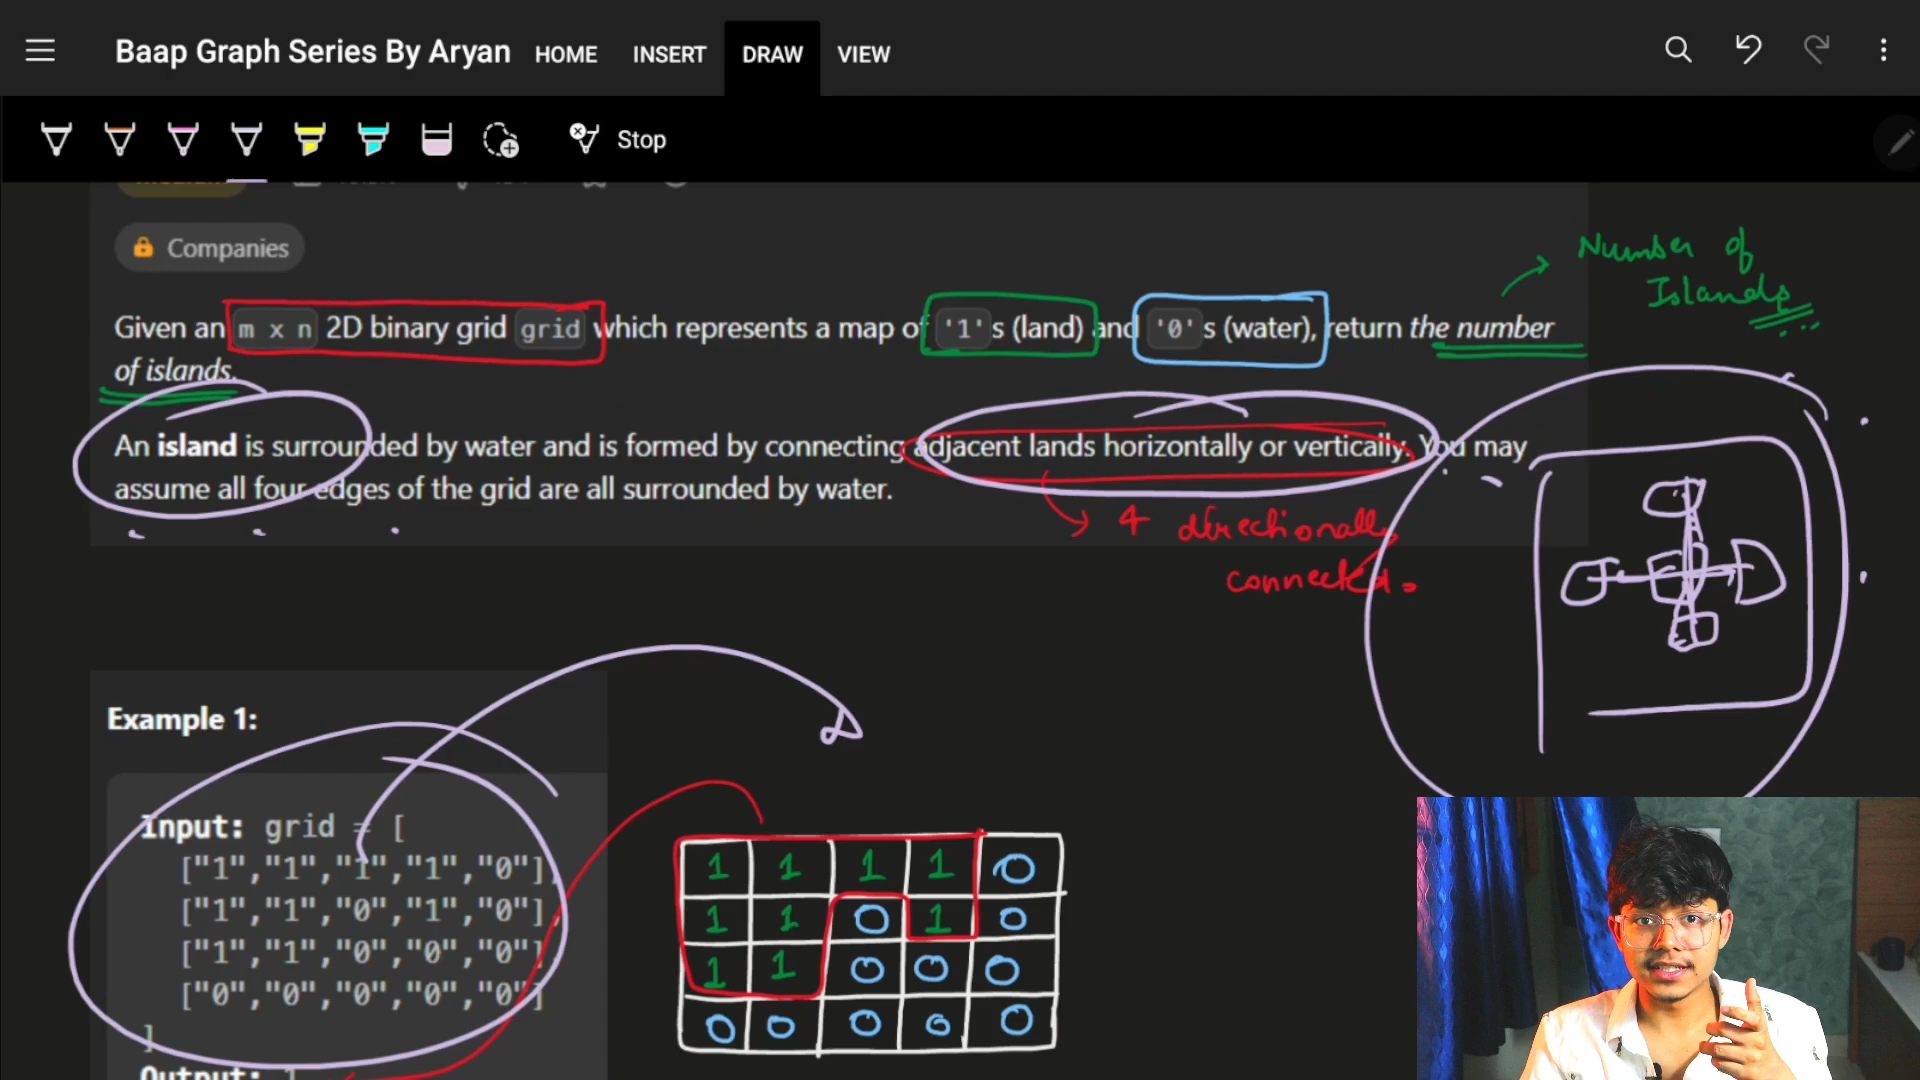 Baap Graph Series By Aryan HOME INSERT DRAW VIEW
Stop
Companies
Number of
Islands
Given an m x n 2D binary grid grid which represents a map of '1's (land) and '0's (water), return the number
of islands.
An island is surrounded by water and is formed by connecting adjacent lands horizontally or vertically. You may
assume all four edges of the grid are all surrounded by water.
4 directionally
connected.
Example 1:
Input: grid = [
["1","1","1","1","0"],
["1","1","0","1","0"],
["1","1","0","0","0"],
["0","0","0","0","0"]
]
Output: 1
1 1 1 1 0
1 1 0 1 0
1 1 0 0 0
0 0 0 0 0